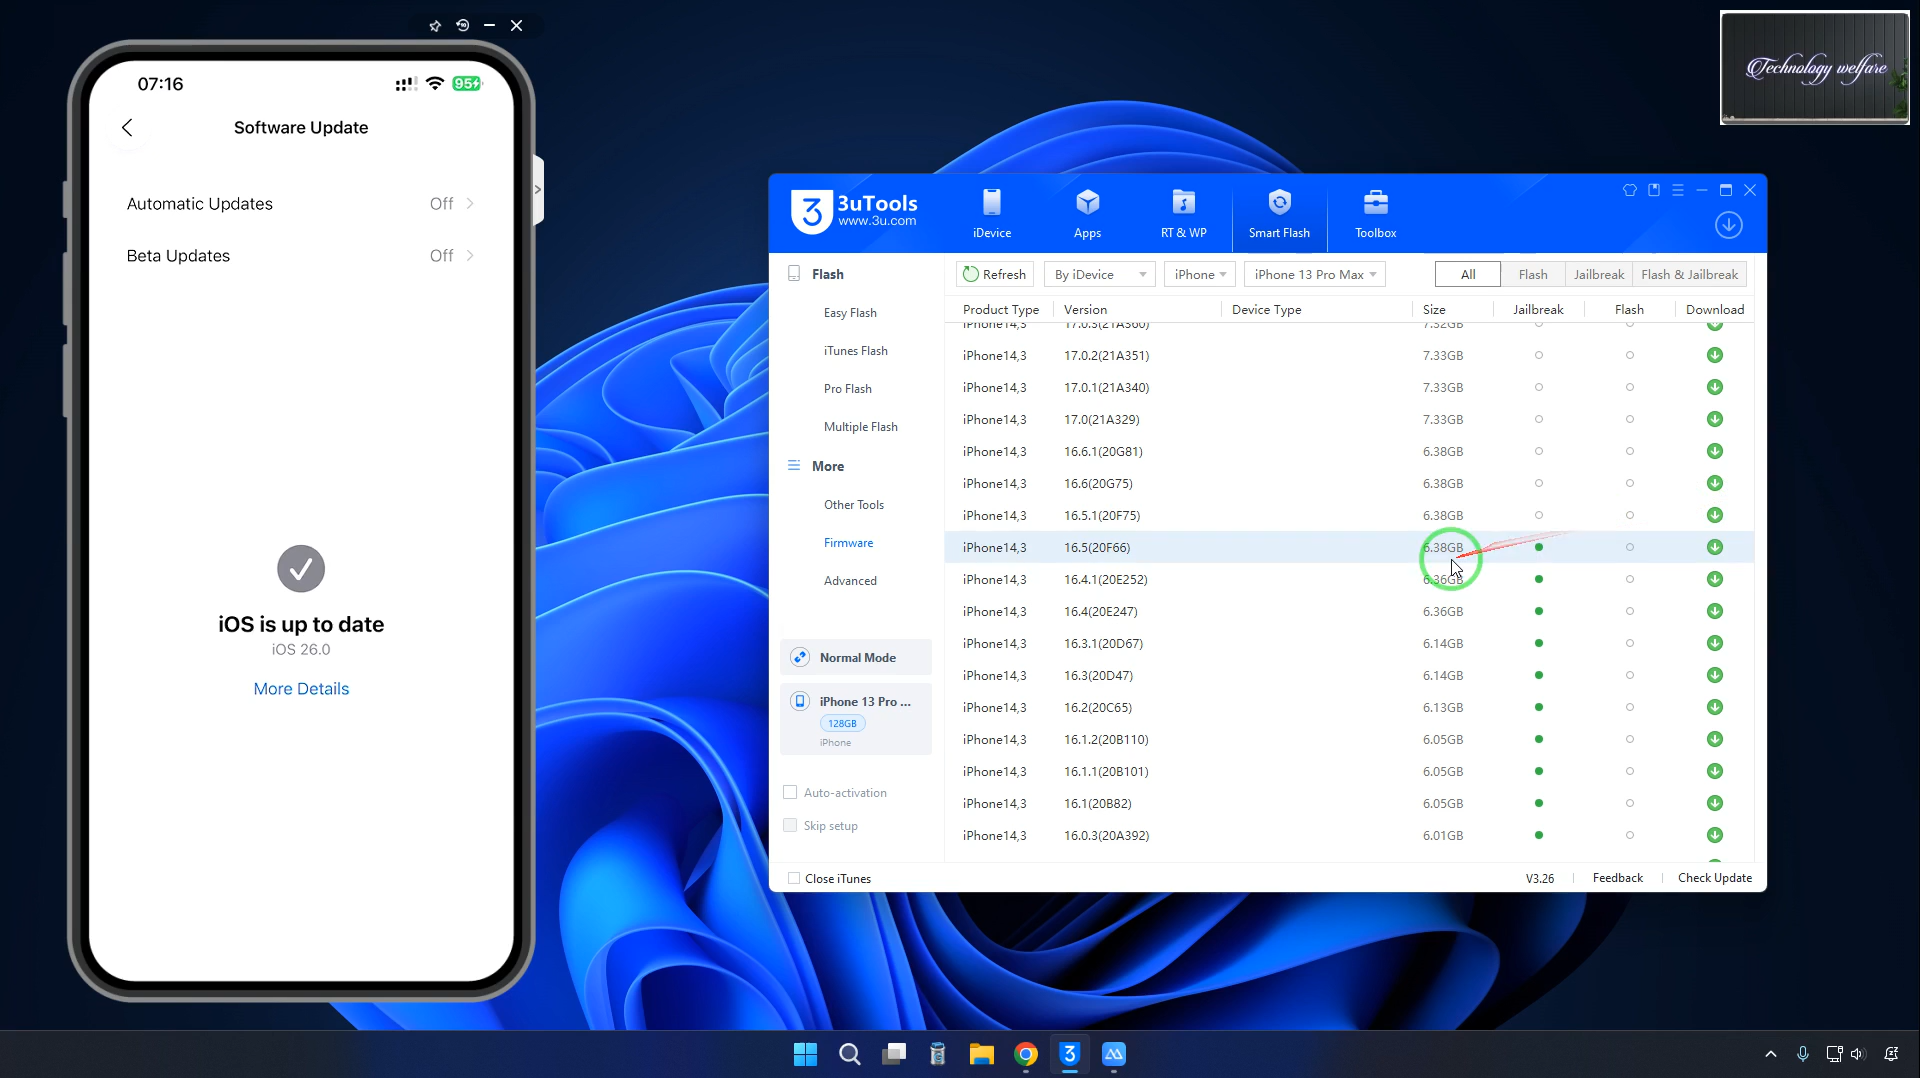 Technology welfare
07:16
95
Software Update
Automatic Updates Off
Beta Updates Off
iOS is up to date
iOS 26.0
More Details
3uTools
www.3u.com
iDevice
Apps
RT & WP
Smart Flash
Toolbox
Flash
Easy Flash
iTunes Flash
Pro Flash
Multiple Flash
More
Other Tools
Firmware
Advanced
Normal Mode
iPhone 13 Pro ...
128GB
iPhone
Auto-activation
Skip setup
Close iTunes
Refresh By iDevice iPhone iPhone 13 Pro Max All Flash Jailbreak Flash & Jailbreak
Product Type Version Device Type Size Jailbreak Flash Download
iPhone14,3 17.0.3(21A360) 7.32GB
iPhone14,3 17.0.2(21A351) 7.33GB
iPhone14,3 17.0.1(21A340) 7.33GB
iPhone14,3 17.0(21A329) 7.33GB
iPhone14,3 16.6.1(20G81) 6.38GB
iPhone14,3 16.6(20G75) 6.38GB
iPhone14,3 16.5.1(20F75) 6.38GB
iPhone14,3 16.5(20F66) 6.38GB
iPhone14,3 16.4.1(20E252) 6.36GB
iPhone14,3 16.4(20E247) 6.36GB
iPhone14,3 16.3.1(20D67) 6.14GB
iPhone14,3 16.3(20D47) 6.14GB
iPhone14,3 16.2(20C65) 6.13GB
iPhone14,3 16.1.2(20B110) 6.05GB
iPhone14,3 16.1.1(20B101) 6.05GB
iPhone14,3 16.1(20B82) 6.05GB
iPhone14,3 16.0.3(20A392) 6.01GB
V3.26 Feedback Check Update